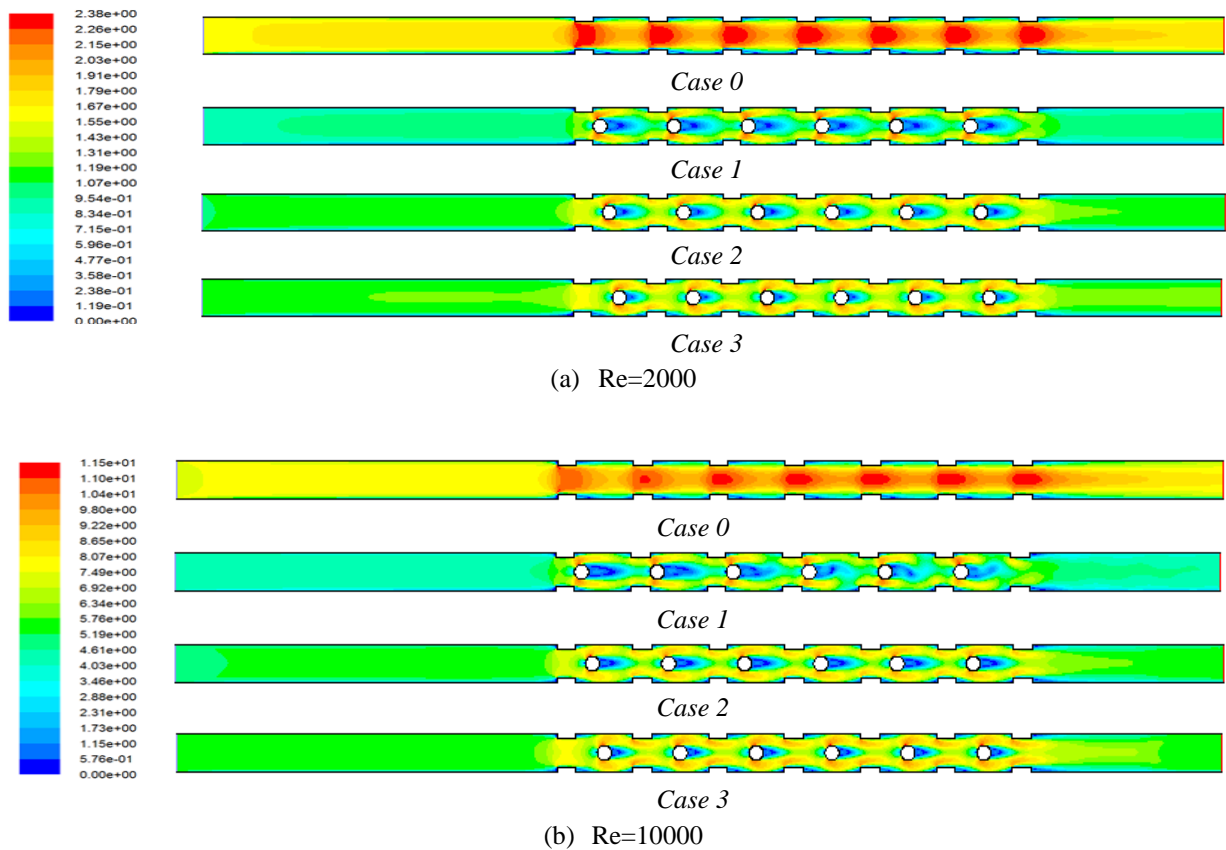 2.38e+00
2.26e+00
2.15e+00
2.03e+00
1.91e+00
1.79e+00
1.67e+00
1.55e+00
1.43e+00
1.31e+00
1.19e+00
1.07e+00
9.54e-01
8.34e-01
7.15e-01
5.96e-01
4.77e-01
3.58e-01
2.38e-01
1.19e-01
0.00e+00
Case 0
Case 1
Case 2
Case 3
(a) Re=2000
1.15e+01
1.10e+01
1.04e+01
9.80e+00
9.22e+00
8.65e+00
8.07e+00
7.49e+00
6.92e+00
6.34e+00
5.76e+00
5.19e+00
4.61e+00
4.03e+00
3.46e+00
2.88e+00
2.31e+00
1.73e+00
1.15e+00
5.76e-01
0.00e+00
Case 0
Case 1
Case 2
Case 3
(b) Re=10000